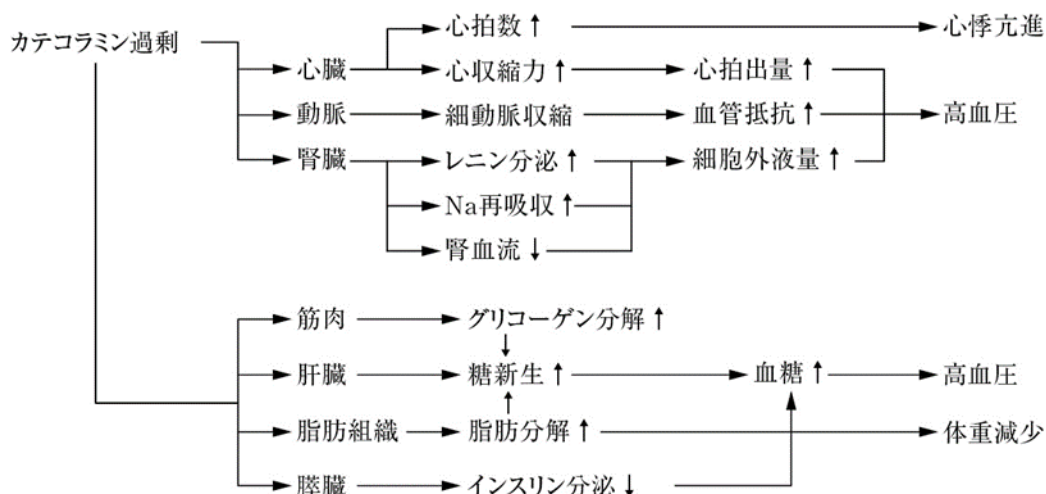 心拍数↑ 心悸亢進
カテコラミン過剰
心臓 心収縮力↑ 心拍出量↑
動脈 細動脈収縮 血管抵抗↑ 高血圧
腎臓 レニン分泌↑ 細胞外液量↑
Na再吸収↑
腎血流↓
筋肉 グリコーゲン分解↑
肝臓 糖新生↑ 血糖↑ 高血圧
脂肪組織 脂肪分解↑ 体重減少
膵臓 インスリン分泌↓